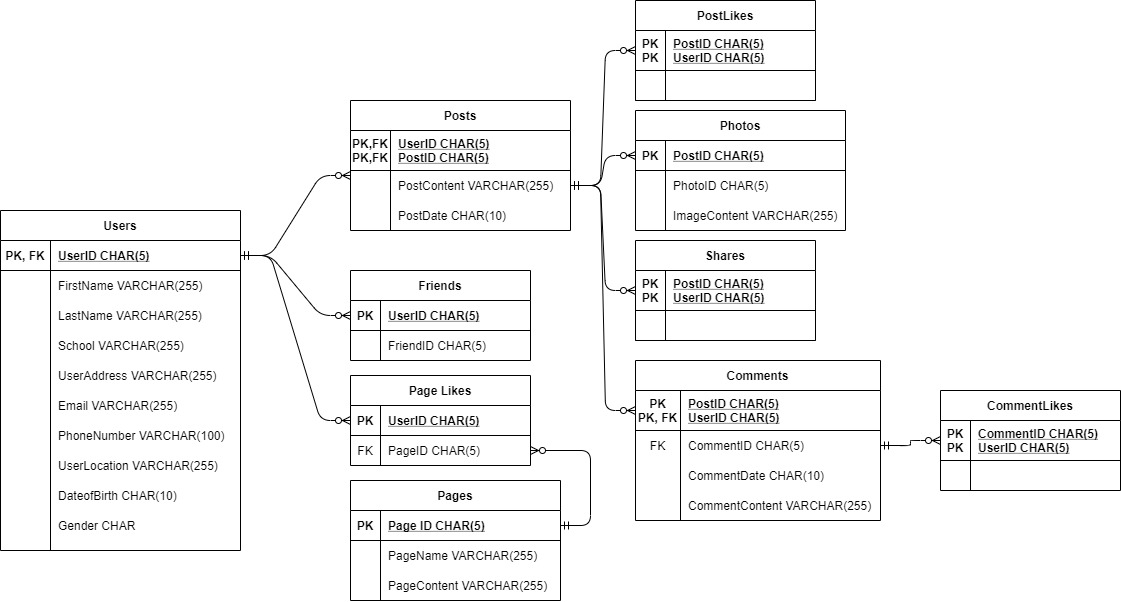 Users
PK, FK UserID CHAR(5)
FirstName VARCHAR(255)
LastName VARCHAR(255)
School VARCHAR(255)
UserAddress VARCHAR(255)
Email VARCHAR(255)
PhoneNumber VARCHAR(100)
UserLocation VARCHAR(255)
DateofBirth CHAR(10)
Gender CHAR
Posts
PK,FK UserID CHAR(5)
PK,FK PostID CHAR(5)
PostContent VARCHAR(255)
PostDate CHAR(10)
Friends
PK UserID CHAR(5)
FriendID CHAR(5)
Page Likes
PK UserID CHAR(5)
FK PageID CHAR(5)
Pages
PK Page ID CHAR(5)
PageName VARCHAR(255)
PageContent VARCHAR(255)
PostLikes
PK PostID CHAR(5)
PK UserID CHAR(5)
Photos
PK PostID CHAR(5)
PhotoID CHAR(5)
ImageContent VARCHAR(255)
Shares
PK PostID CHAR(5)
PK UserID CHAR(5)
Comments
PK PostID CHAR(5)
PK, FK UserID CHAR(5)
FK CommentID CHAR(5)
CommentDate CHAR(10)
CommentContent VARCHAR(255)
CommentLikes
PK CommentID CHAR(5)
PK UserID CHAR(5)